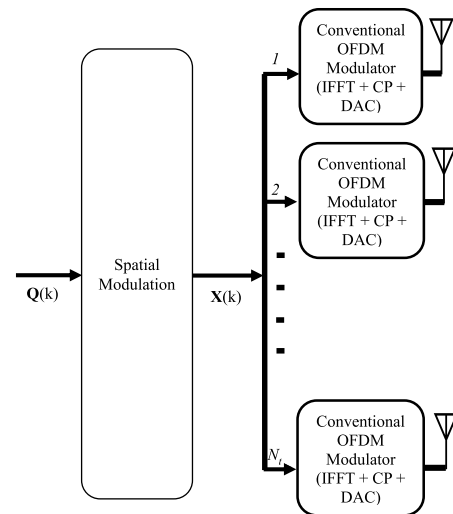 1
Conventional
OFDM
Modulator
(IFFT + CP +
DAC)
2
Conventional
OFDM
Modulator
(IFFT + CP +
DAC)
Spatial
Modulation
Q(k)
X(k)
Nt
Conventional
OFDM
Modulator
(IFFT + CP +
DAC)